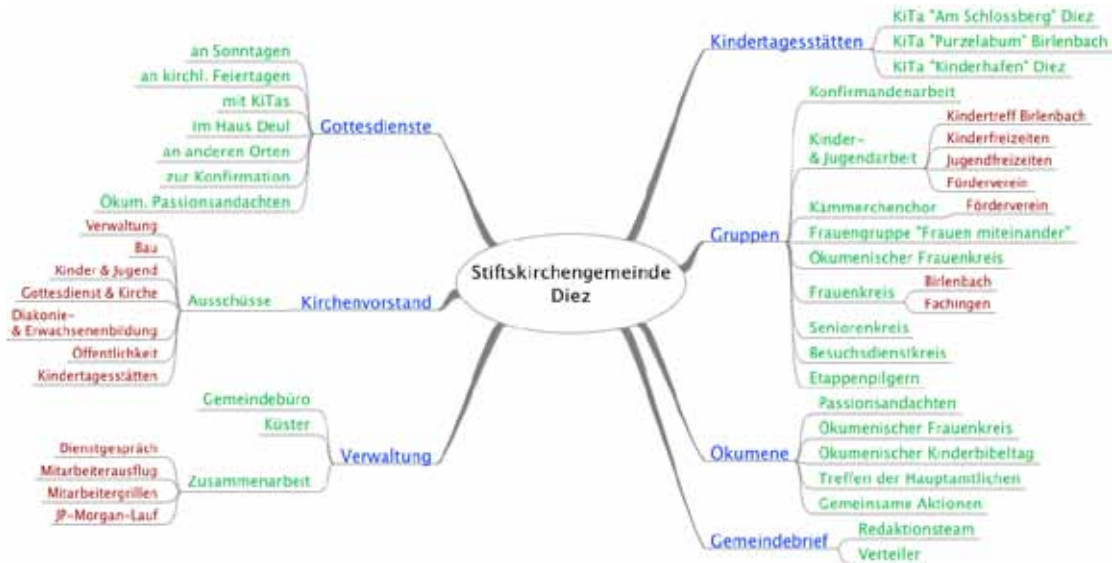 Stiftskirchengemeinde
Diez
Gottesdienste
an Sonntagen
an kirchl. Feiertagen
mit KiTas
im Haus Deul
an anderen Orten
zur Konfirmation
Ökum. Passionsandachten
Kirchenvorstand
Ausschüsse
Verwaltung
Bau
Kinder & Jugend
Gottesdienst & Kirche
Diakonie-
& Erwachsenenbildung
Öffentlichkeit
Kindertagesstätten
Verwaltung
Gemeindebüro
Küster
Zusammenarbeit
Dienstgespräch
Mitarbeiterausflug
Mitarbeitergrillen
JP-Morgan-Lauf
Kindertagesstätten
KiTa "Am Schlossberg" Diez
KiTa "Purzelabum" Birlenbach
KiTa "Kinderhafen" Diez
Gruppen
Konfirmandenarbeit
Kinder-
& Jugendarbeit
Kindertreff Birlenbach
Kinderfreizeiten
Jugendfreizeiten
Förderverein
Kammerchenchor
Förderverein
Frauengruppe "Frauen miteinander"
Ökumenischer Frauenkreis
Frauenkreis
Birlenbach
Fachingen
Seniorenkreis
Besuchsdienstkreis
Etappenpilgern
Ökumene
Passionsandachten
Ökumenischer Frauenkreis
Ökumenischer Kinderbibeltag
Treffen der Hauptamtlichen
Gemeinsame Aktionen
Gemeindebrief
Redaktionsteam
Verteiler